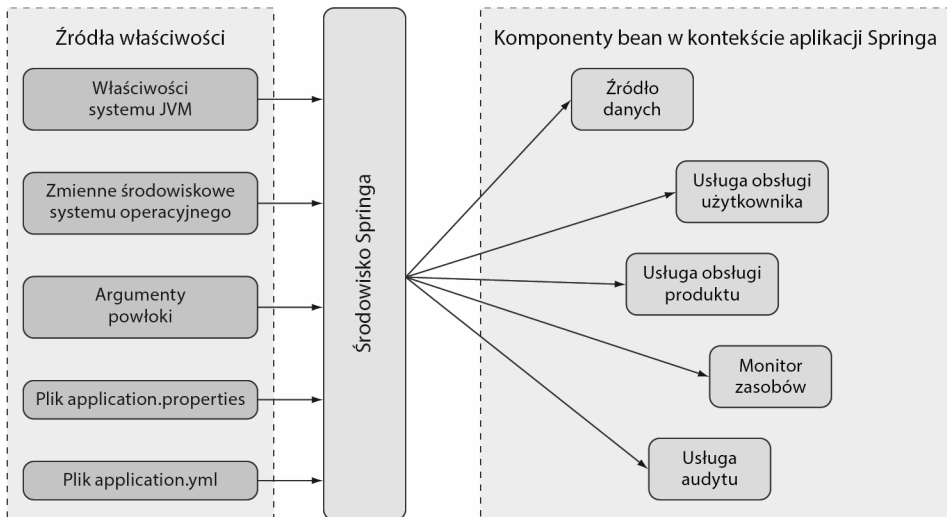 Źródła właściwości
Właściwości
systemu JVM
Zmienne środowiskowe
systemu operacyjnego
Argumenty
powłoki
Plik application.properties
Plik application.yml
Środowisko Springa
Komponenty bean w kontekście aplikacji Springa
Źródło
danych
Usługa obsługi
użytkownika
Usługa obsługi
produktu
Monitor
zasobów
Usługa
audytu